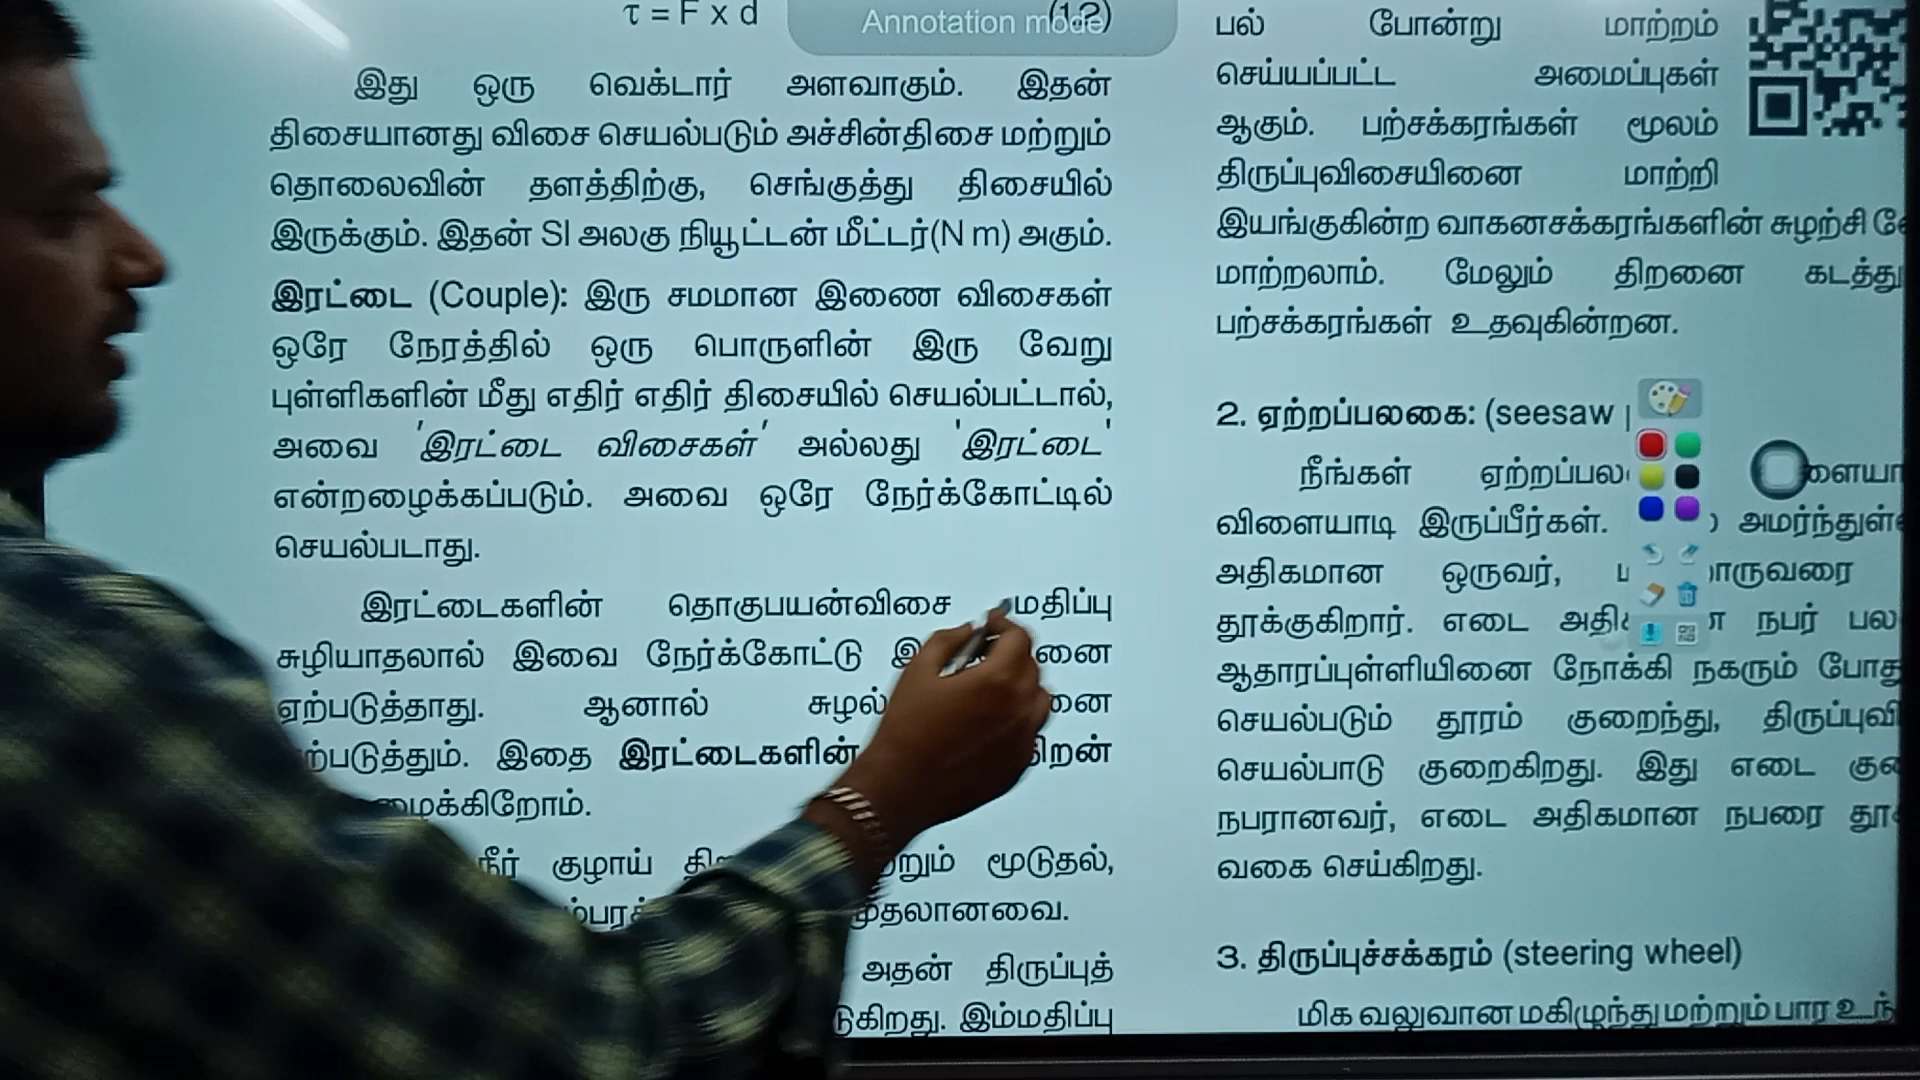 τ = F x d (1.2)
Annotation mode
இது ஒரு வெக்டார் அளவாகும். இதன்
திசையானது விசை செயல்படும் அச்சின்திசை மற்றும்
தொலைவின் தளத்திற்கு, செங்குத்து திசையில்
இருக்கும். இதன் SI அலகு நியூட்டன் மீட்டர்(N m) அகும்.
இரட்டை (Couple): இரு சமமான இணை விசைகள்
ஒரே நேரத்தில் ஒரு பொருளின் இரு வேறு
புள்ளிகளின் மீது எதிர் எதிர் திசையில் செயல்பட்டால்,
அவை 'இரட்டை விசைகள்' அல்லது 'இரட்டை'
என்றழைக்கப்படும். அவை ஒரே நேர்க்கோட்டில்
செயல்படாது.
இரட்டைகளின் தொகுபயன்விசை மதிப்பு
சுழியாதலால் இவை நேர்க்கோட்டு
ஏற்படுத்தாது. ஆனால் சுழல்
இதை இரட்டைகளின்
குழாய் மூடுதல்,
முதலானவை.
அதன் திருப்புத்
இம்மதிப்பு
பல் போன்று மாற்றம்
செய்யப்பட்ட அமைப்புகள்
ஆகும். பற்சக்கரங்கள் மூலம்
திருப்புவிசையினை மாற்றி
இயங்குகின்ற வாகனசக்கரங்களின் சுழற்சி
மாற்றலாம். மேலும் திறனை
பற்சக்கரங்கள் உதவுகின்றன.
2. ஏற்றப்பலகை: (seesaw
நீங்கள்
விளையாடி இருப்பீர்கள்.
அதிகமான ஒருவர்,
தூக்குகிறார். எடை நபர்
ஆதாரப்புள்ளியினை நோக்கி நகரும்
செயல்படும் தூரம் குறைந்து,
செயல்பாடு குறைகிறது. இது எடை
நபரானவர், எடை அதிகமான நபரை
வகை செய்கிறது.
3. திருப்புச்சக்கரம் (steering wheel)
மிக வலுவான மகிழுந்து மற்றும் பார